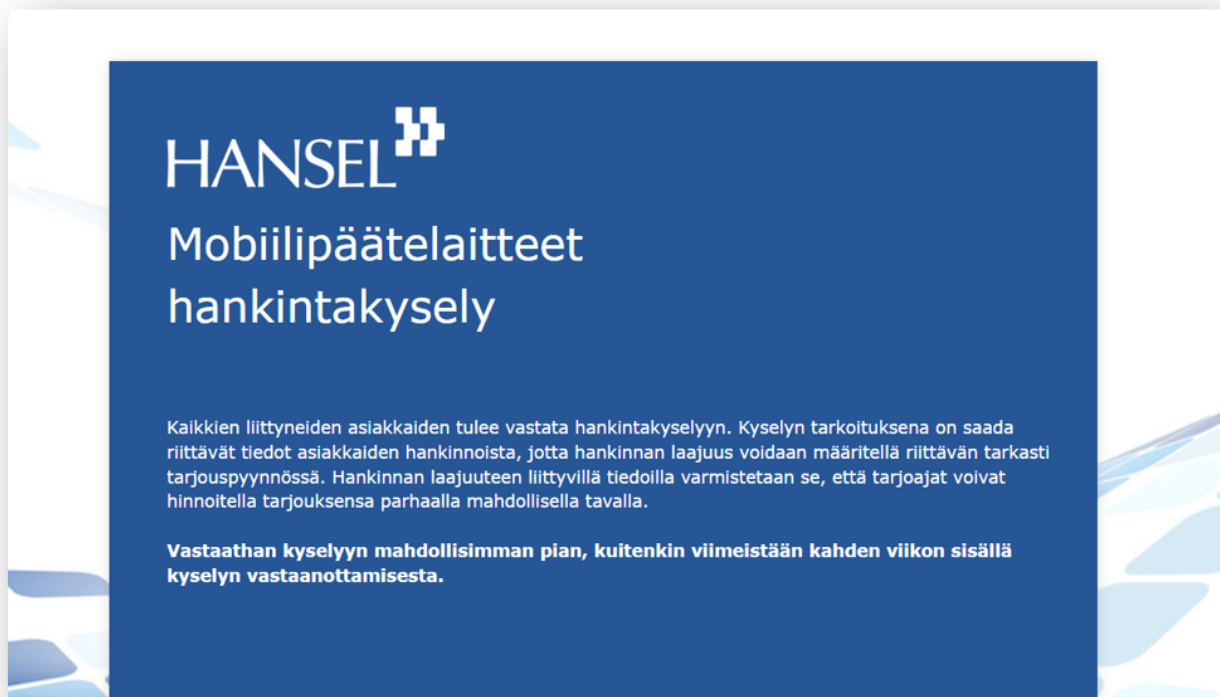 HANSEL
Mobiilipäätelaitteet
hankintakysely
Kaikkien liittyneiden asiakkaiden tulee vastata hankintakyselyyn. Kyselyn tarkoituksena on saada
riittävät tiedot asiakkaiden hankinnoista, jotta hankinnan laajuus voidaan määritellä riittävän tarkasti
tarjouspyynnössä. Hankinnan laajuuteen liittyvillä tiedoilla varmistetaan se, että tarjoajat voivat
hinnoitella tarjouksensa parhaalla mahdollisella tavalla.
Vastaathan kyselyyn mahdollisimman pian, kuitenkin viimeistään kahden viikon sisällä
kyselyn vastaanottamisesta.